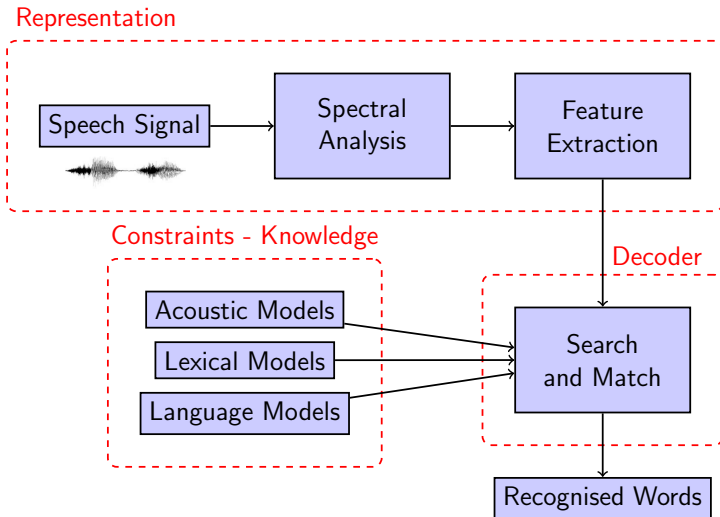 Representation
Speech Signal
Spectral
Analysis
Feature
Extraction
Constraints - Knowledge
Decoder
Acoustic Models
Lexical Models
Language Models
Search
and Match
Recognised Words